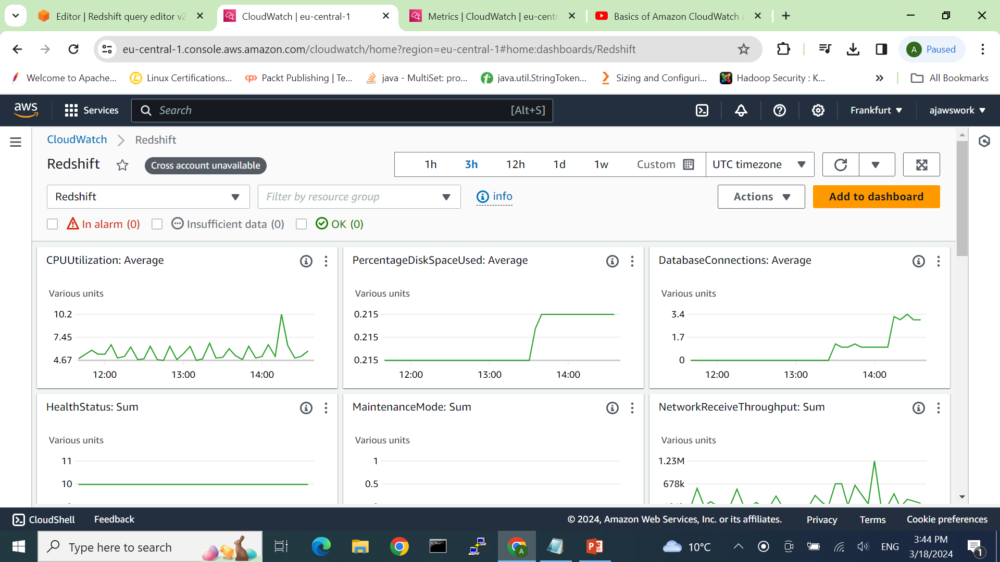 Editor | Redshift query editor v2
CloudWatch | eu-central-1
Metrics | CloudWatch | eu-centr
Basics of Amazon CloudWatch a
eu-central-1.console.aws.amazon.com/cloudwatch/home?region=eu-central-1#home:dashboards/Redshift
A Paused
Welcome to Apache...
Linux Certifications...
Packt Publishing | Te...
java - MultiSet: pro...
java.util.StringToken...
Sizing and Configuri...
Hadoop Security : K...
All Bookmarks
aws
Services
Search
[Alt+S]
Frankfurt
ajawswork
CloudWatch
Redshift
Redshift
Cross account unavailable
1h 3h 12h 1d 1w Custom
UTC timezone
Redshift
Filter by resource group
info
Actions
Add to dashboard
In alarm (0)
Insufficient data (0)
OK (0)
CPUUtilization: Average
Various units
10.2
7.45
4.67
12:00 13:00 14:00
PercentageDiskSpaceUsed: Average
Various units
0.215
0.215
0.215
12:00 13:00 14:00
DatabaseConnections: Average
Various units
3.4
1.7
0
12:00 13:00 14:00
HealthStatus: Sum
Various units
11
10
MaintenanceMode: Sum
Various units
1
0.5
NetworkReceiveThroughput: Sum
Various units
1.23M
678k
CloudShell
Feedback
© 2024, Amazon Web Services, Inc. or its affiliates.
Privacy
Terms
Cookie preferences
Type here to search
A
10°C
ENG
3:44 PM
3/18/2024
1